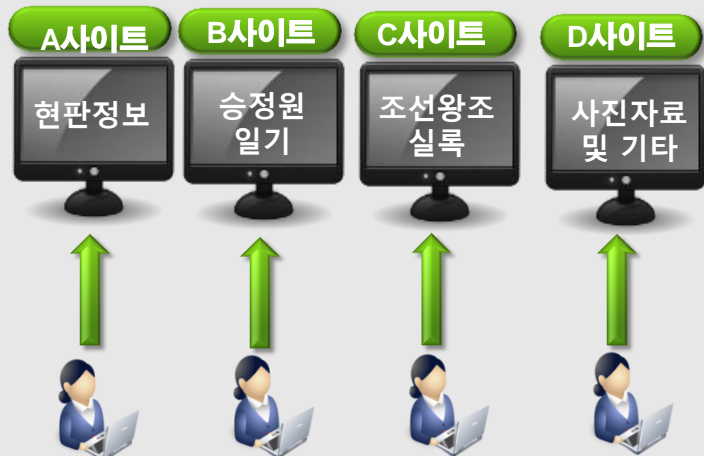 A사이트
B사이트
C사이트
D사이트
현판정보
승정원
일기
조선왕조
실록
사진자료
및 기타